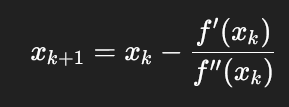 x_{k+1} = x_k - \frac{f'(x_k)}{f''(x_k)}